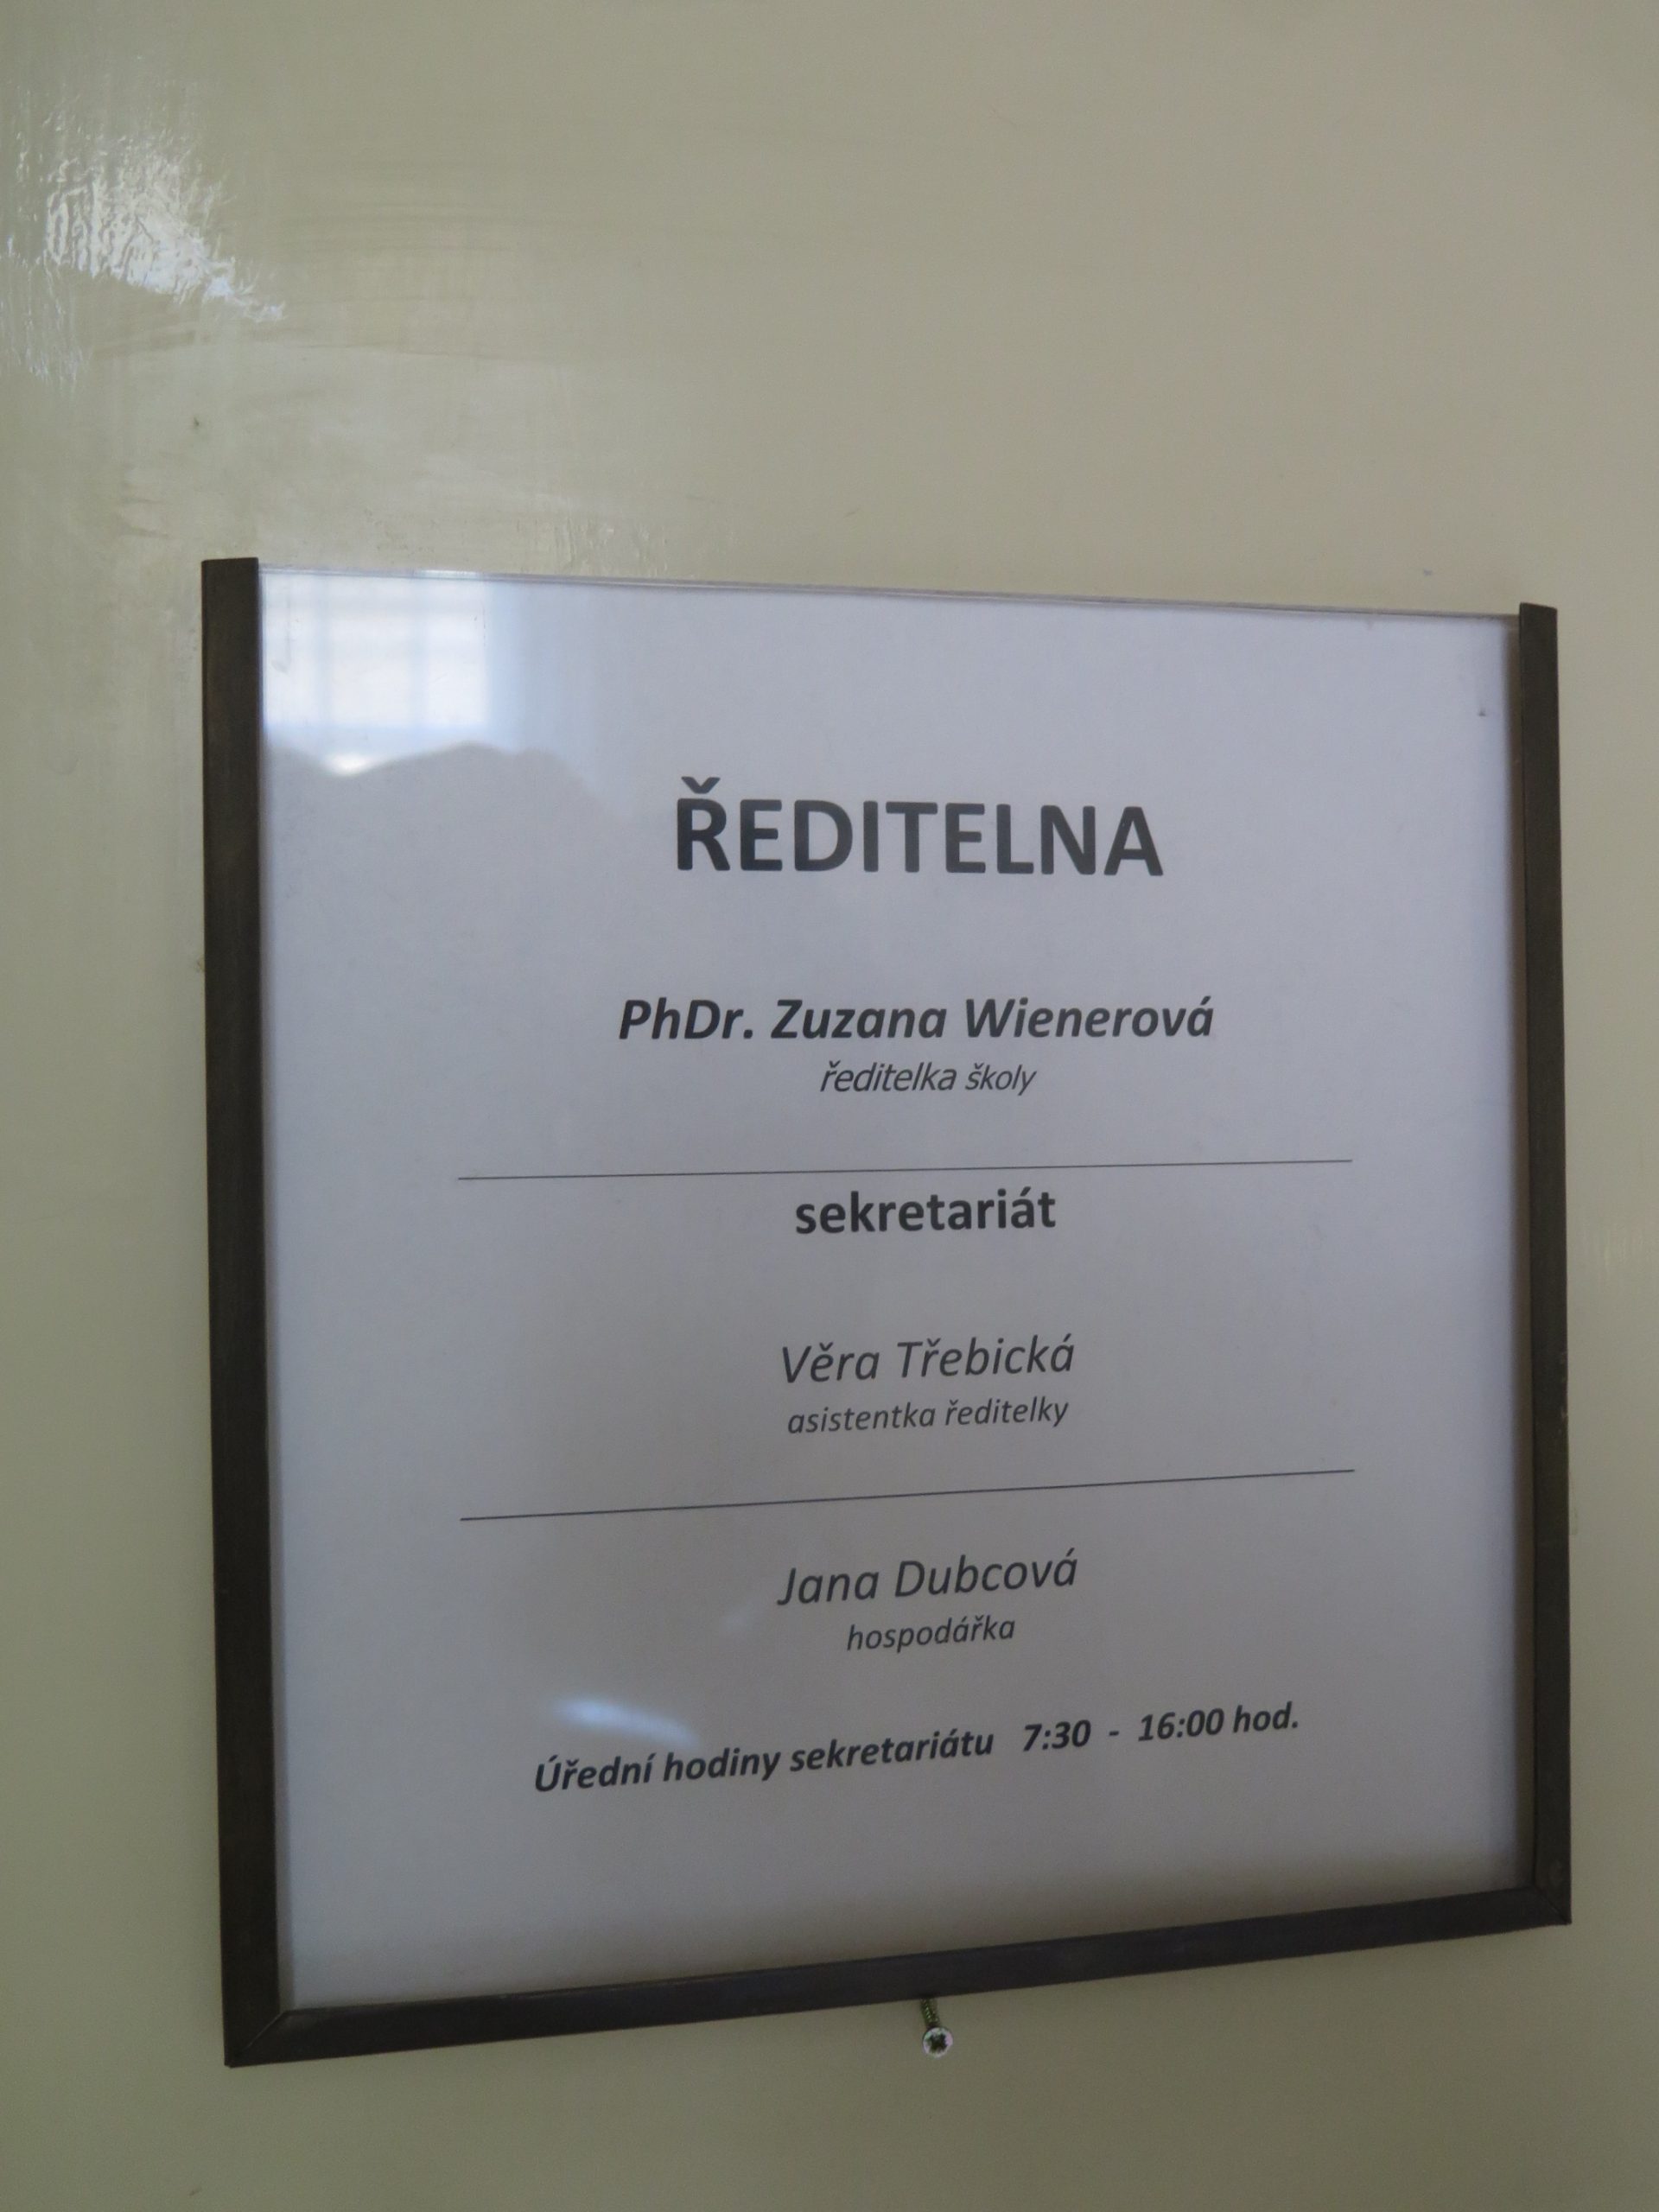 ŘEDITELNA
PhDr. Zuzana Wienerová
ředitelka školy
sekretariát
Věra Třebická
asistentka ředitelky
Jana Dubcová
hospodářka
Úřední hodiny sekretariátu 7:30 - 16:00 hod.